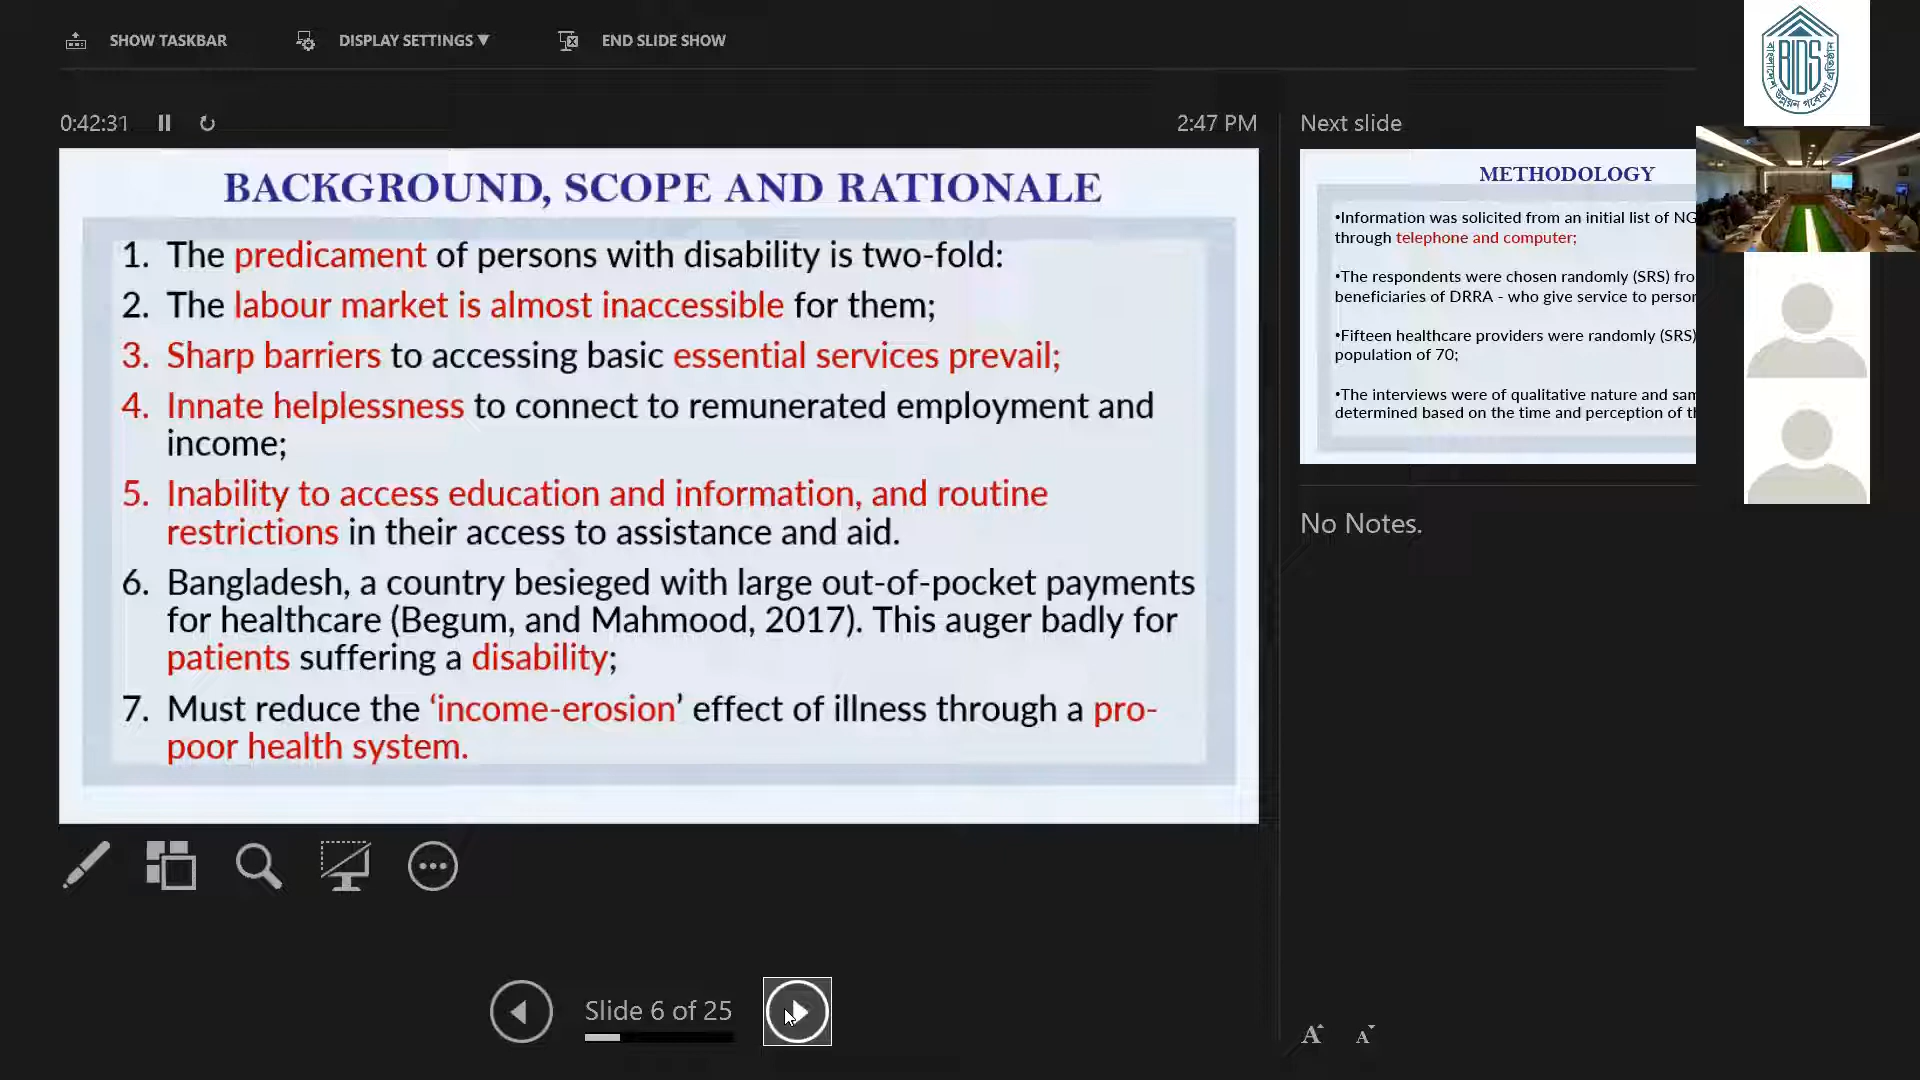 SHOW TASKBAR
DISPLAY SETTINGS ▼
END SLIDE SHOW
0:42:31
2:47 PM
BACKGROUND, SCOPE AND RATIONALE
1. The predicament of persons with disability is two-fold:
2. The labour market is almost inaccessible for them;
3. Sharp barriers to accessing basic essential services prevail;
4. Innate helplessness to connect to remunerated employment and
income;
5. Inability to access education and information, and routine
restrictions in their access to assistance and aid.
6. Bangladesh, a country besieged with large out-of-pocket payments
for healthcare (Begum, and Mahmood, 2017). This auger badly for
patients suffering a disability;
7. Must reduce the ‘income-erosion’ effect of illness through a pro-
poor health system.
Slide 6 of 25
Next slide
METHODOLOGY
•Information was solicited from an initial list of NG
through telephone and computer;
•The respondents were chosen randomly (SRS) fro
beneficiaries of DRRA - who give service to person
•Fifteen healthcare providers were randomly (SRS)
population of 70;
•The interviews were of qualitative nature and sam
determined based on the time and perception of th
No Notes.
A A
BIDS
বাংলাদেশ উন্নয়ন গবেষণা প্রতিষ্ঠান